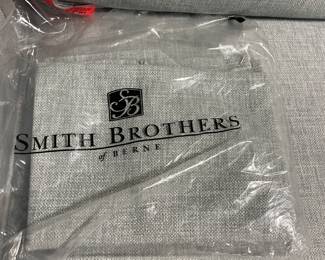 SB
SMITH BROTHERS
of BERNE